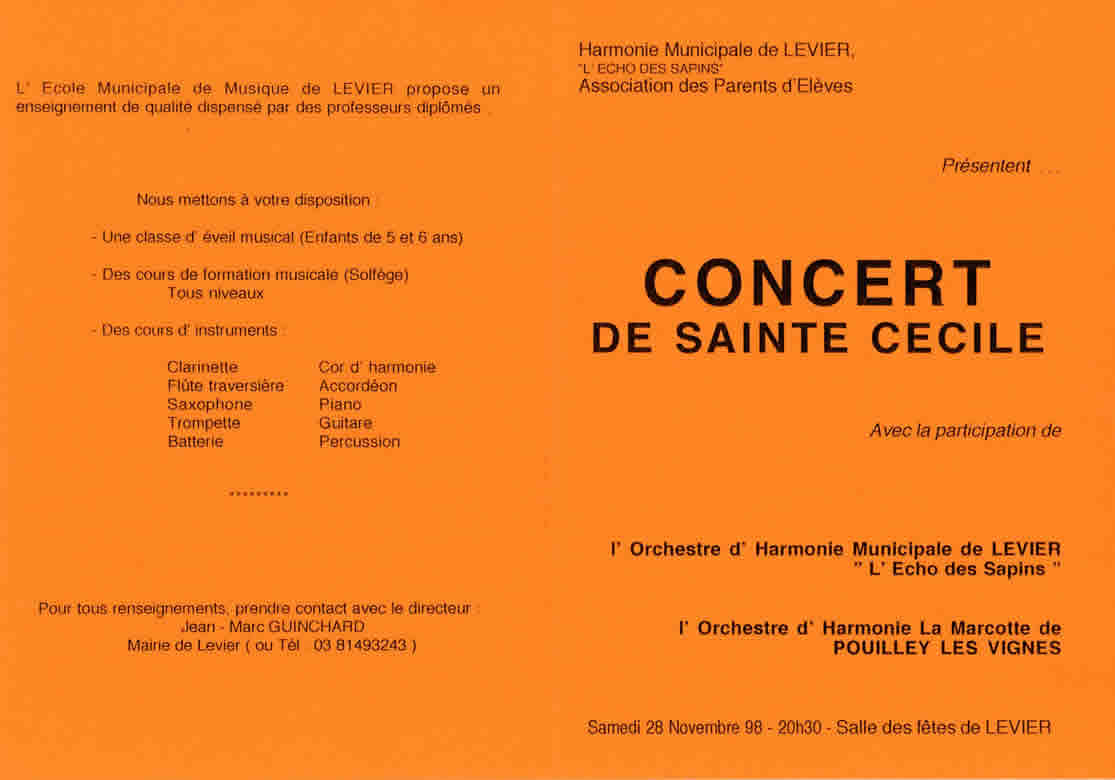 L' Ecole Municipale de Musique de LEVIER propose un
enseignement de qualité dispensé par des professeurs diplômés .
Nous mettons à votre disposition :
- Une classe d' éveil musical (Enfants de 5 et 6 ans)
- Des cours de formation musicale (Solfège)
Tous niveaux
- Des cours d' instruments :
Clarinette Cor d' harmonie
Flûte traversière Accordéon
Saxophone Piano
Trompette Guitare
Batterie Percussion
*********
Pour tous renseignements, prendre contact avec le directeur :
Jean - Marc GUINCHARD
Mairie de Levier ( ou Tél : 03 81493243 )
Harmonie Municipale de LEVIER,
"L' ECHO DES SAPINS"
Association des Parents d'Elèves
Présentent ...
CONCERT
DE SAINTE CECILE
Avec la participation de
l' Orchestre d' Harmonie Municipale de LEVIER
" L' Echo des Sapins "
l' Orchestre d' Harmonie La Marcotte de
POUILLEY LES VIGNES
Samedi 28 Novembre 98 - 20h30 - Salle des fêtes de LEVIER